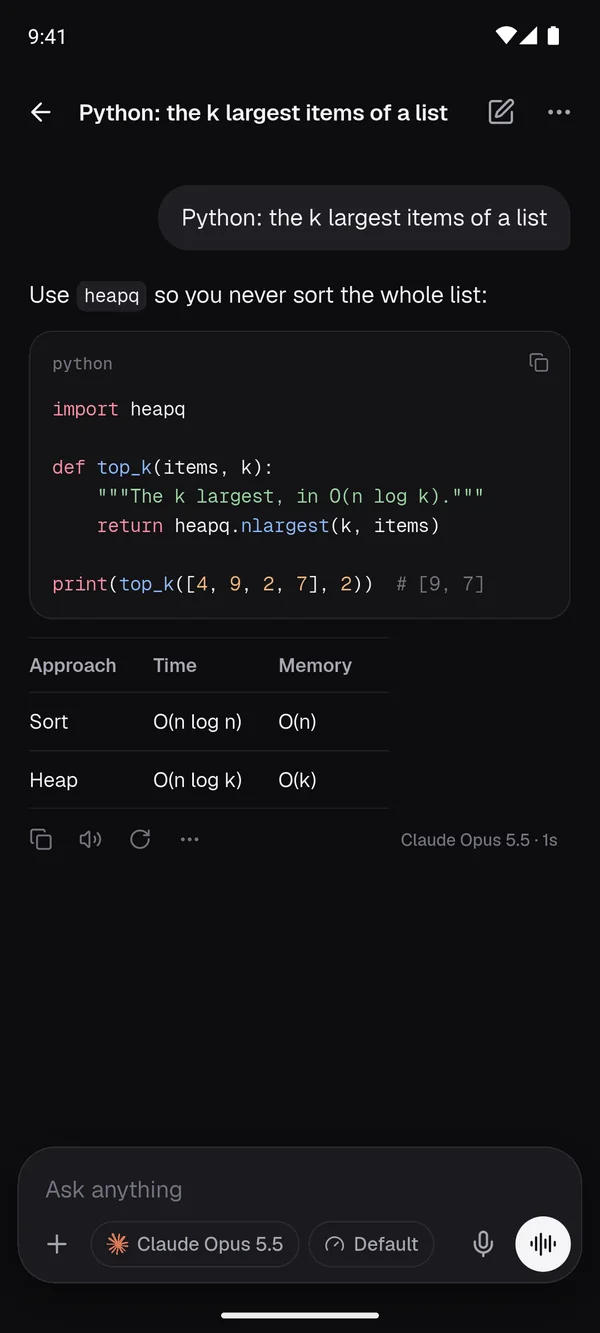 9:41
Python: the k largest items of a list
Python: the k largest items of a list
Use heapq so you never sort the whole list:
python
import heapq
def top_k(items, k):
    """The k largest, in O(n log k)."""
    return heapq.nlargest(k, items)
print(top_k([4, 9, 2, 7], 2))  # [9, 7]
Approach Time Memory
Sort O(n log n) O(n)
Heap O(n log k) O(k)
Claude Opus 5.5 · 1s
Ask anything
Claude Opus 5.5 Default